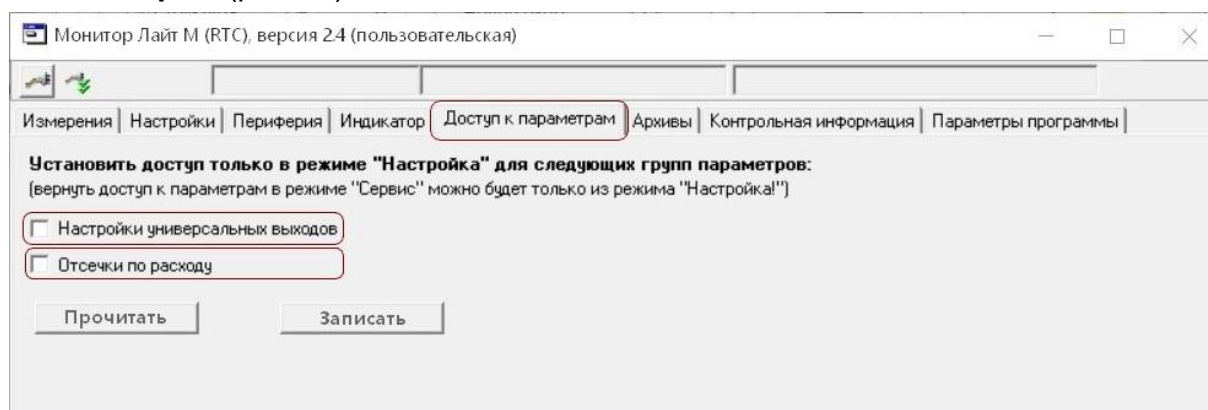 Монитор Лайт М (RTC), версия 2.4 (пользовательская)
Измерения Настройки Периферия Индикатор Доступ к параметрам Архивы Контрольная информация Параметры программы
Установить доступ только в режиме "Настройка" для следующих групп параметров:
(вернуть доступ к параметрам в режиме "Сервис" можно будет только из режима "Настройка!")
Настройки универсальных выходов
Отсечки по расходу
Прочитать Записать